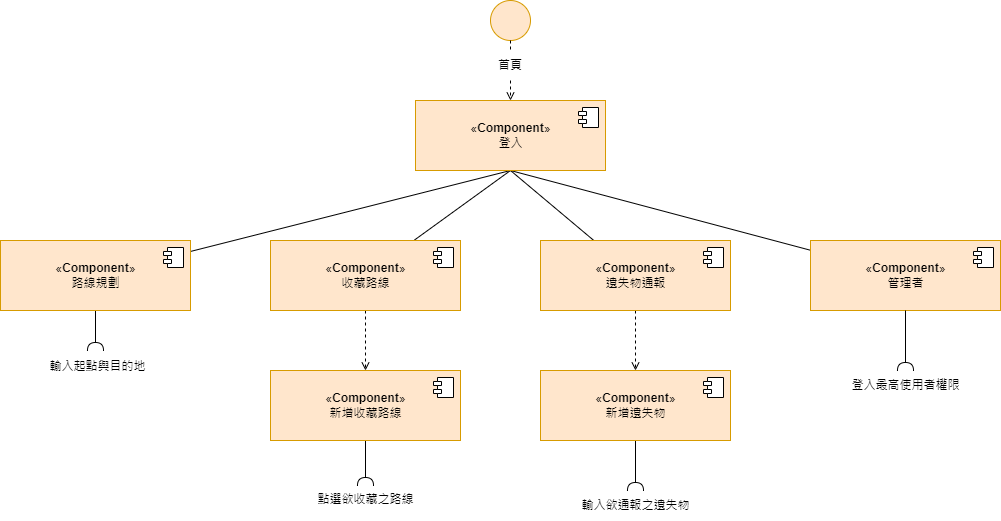 首頁
«Component»
登入
«Component»
路線規劃
«Component»
收藏路線
«Component»
遺失物通報
«Component»
管理者
輸入起點與目的地
登入最高使用者權限
«Component»
新增收藏路線
«Component»
新增遺失物
點選欲收藏之路線
輸入欲通報之遺失物